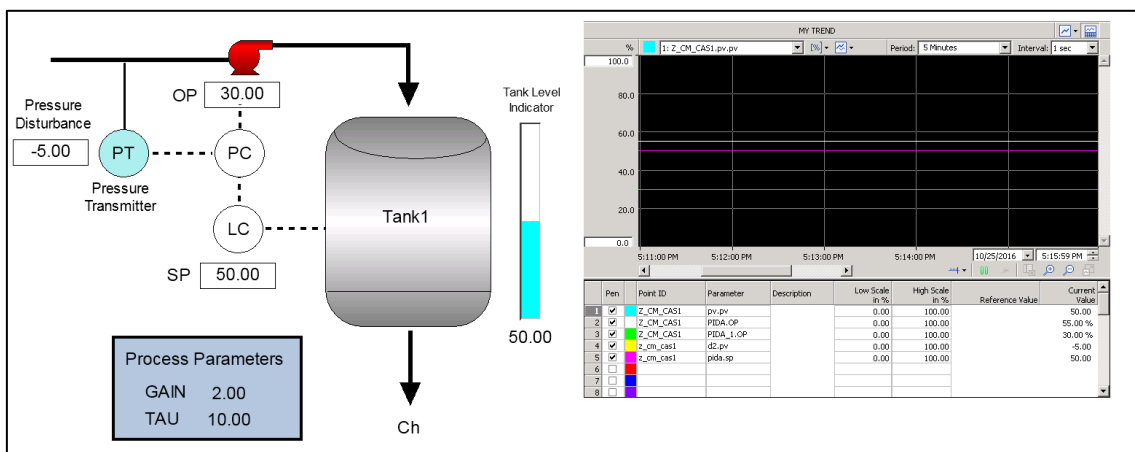 OP
30.00
Pressure
Disturbance
-5.00
PT
PC
Pressure
Transmitter
LC
SP
50.00
Tank1
Tank Level
Indicator
50.00
Ch
Process Parameters
GAIN 2.00
TAU 10.00
MY TREND
% 1: Z_CM_CAS1.pv.pv [%] Period: 5 Minutes Interval: 1 sec
100.0
80.0
60.0
40.0
20.0
0.0
5:11:00 PM 5:12:00 PM 5:13:00 PM 5:14:00 PM 10/25/2016 5:15:59 PM
Pen Point ID Parameter Description Low Scale in % High Scale in % Reference Value Current Value
1 Z_CM_CAS1 pv.pv 0.00 100.00 50.00
2 Z_CM_CAS1 PIDA.OP 0.00 100.00 55.00 %
3 Z_CM_CAS1 PIDA_1.OP 0.00 100.00 30.00 %
4 z_cm_cas1 d2.pv 0.00 100.00 -5.00
5 z_cm_cas1 pida.sp 0.00 100.00 50.00
6
7
8